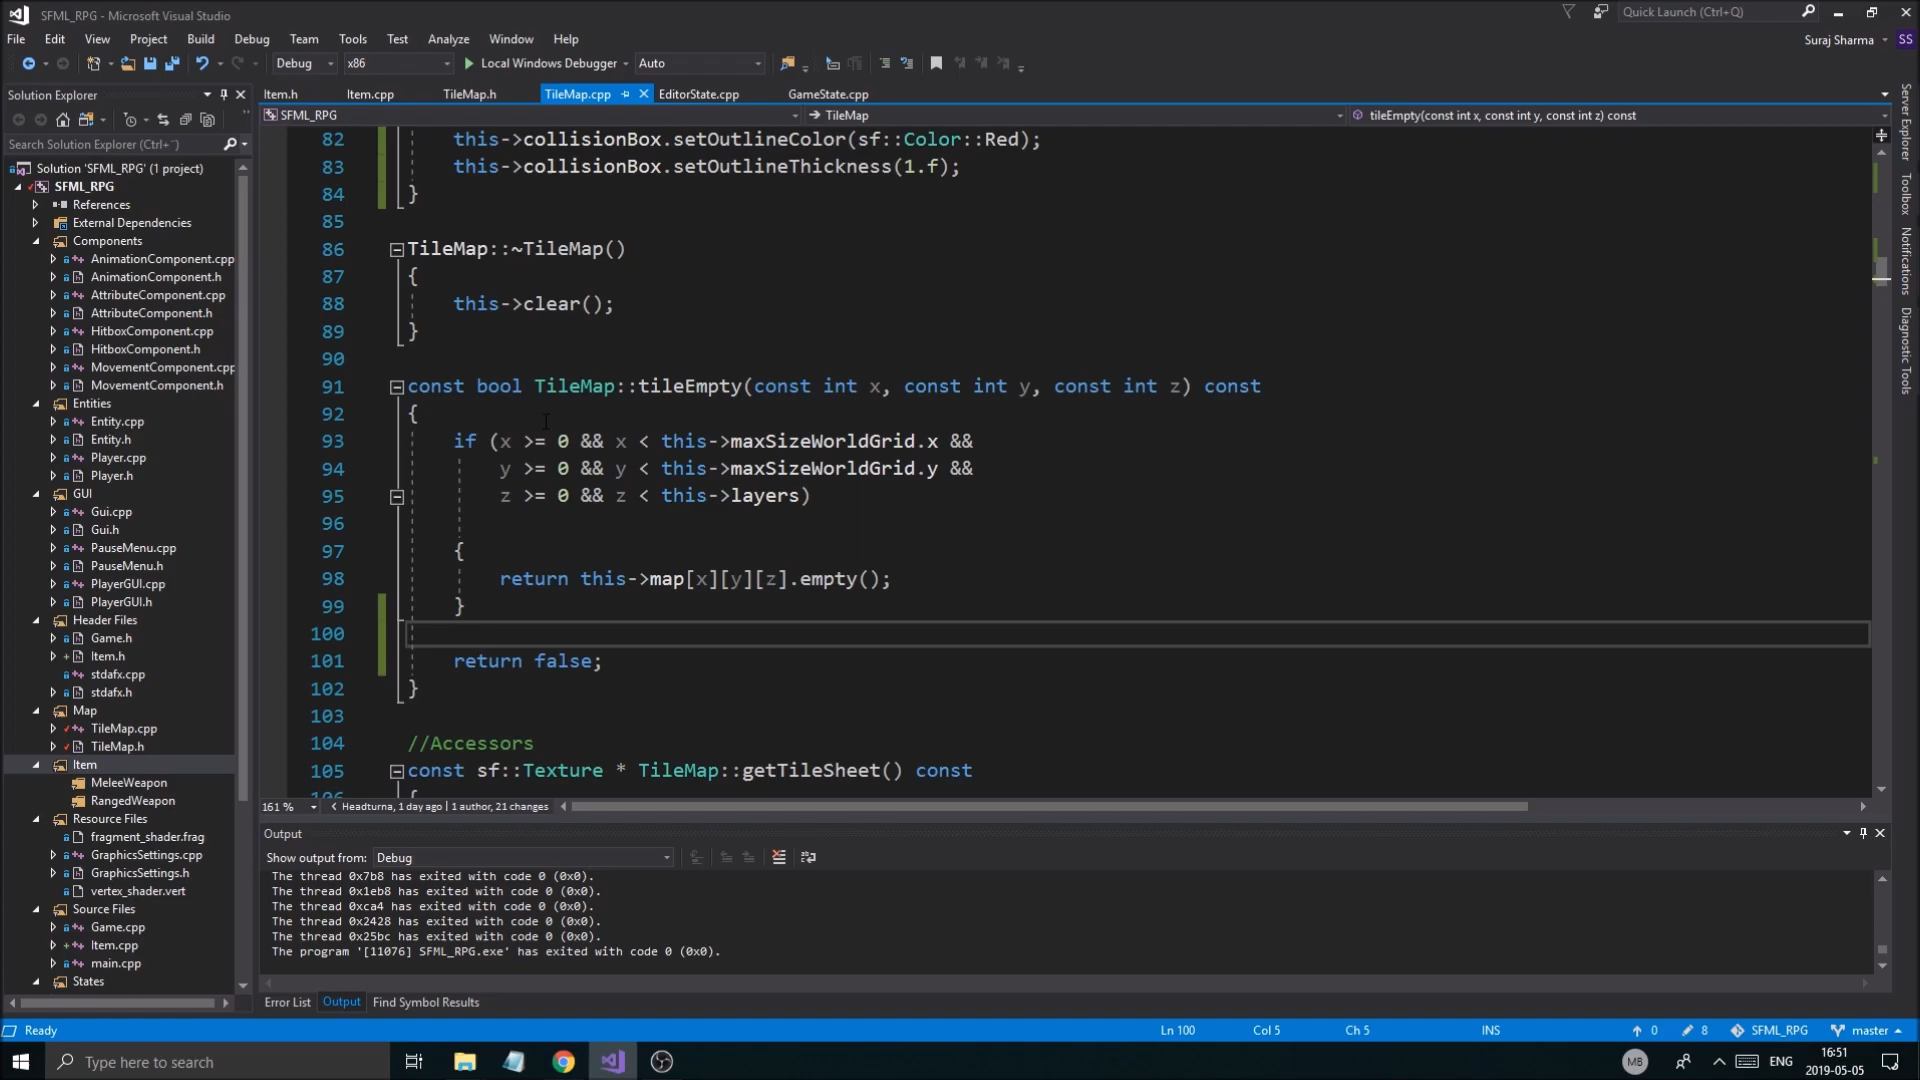 SFML_RPG - Microsoft Visual Studio
Quick Launch (Ctrl+Q)
File Edit View Project Build Debug Team Tools Test Analyze Window Help
Suraj Sharma SS
Debug x86 Local Windows Debugger Auto
Solution Explorer
Search Solution Explorer (Ctrl+¨)
Solution 'SFML_RPG' (1 project)
SFML_RPG
References
External Dependencies
Components
AnimationComponent.cpp
AnimationComponent.h
AttributeComponent.cpp
AttributeComponent.h
HitboxComponent.cpp
HitboxComponent.h
MovementComponent.cpp
MovementComponent.h
Entities
Entity.cpp
Entity.h
Player.cpp
Player.h
GUI
Gui.cpp
Gui.h
PauseMenu.cpp
PauseMenu.h
PlayerGUI.cpp
PlayerGUI.h
Header Files
Game.h
Item.h
stdafx.cpp
stdafx.h
Map
TileMap.cpp
TileMap.h
Item
MeleeWeapon
RangedWeapon
Resource Files
fragment_shader.frag
GraphicsSettings.cpp
GraphicsSettings.h
vertex_shader.vert
Source Files
Game.cpp
Item.cpp
main.cpp
States
Item.h Item.cpp TileMap.h TileMap.cpp EditorState.cpp GameState.cpp
SFML_RPG TileMap tileEmpty(const int x, const int y, const int z) const
82 this->collisionBox.setOutlineColor(sf::Color::Red);
83 this->collisionBox.setOutlineThickness(1.f);
84 }
85
86 TileMap::~TileMap()
87 {
88 this->clear();
89 }
90
91 const bool TileMap::tileEmpty(const int x, const int y, const int z) const
92 {
93 if (x >= 0 && x < this->maxSizeWorldGrid.x &&
94 y >= 0 && y < this->maxSizeWorldGrid.y &&
95 z >= 0 && z < this->layers)
96
97 {
98 return this->map[x][y][z].empty();
99 }
100
101 return false;
102 }
103
104 //Accessors
105 const sf::Texture * TileMap::getTileSheet() const
106 {
161 % Headturna, 1 day ago | 1 author, 21 changes
Output
Show output from: Debug
The thread 0x7b8 has exited with code 0 (0x0).
The thread 0x1eb8 has exited with code 0 (0x0).
The thread 0xca4 has exited with code 0 (0x0).
The thread 0x2428 has exited with code 0 (0x0).
The thread 0x25bc has exited with code 0 (0x0).
The program '[11076] SFML_RPG.exe' has exited with code 0 (0x0).
Error List Output Find Symbol Results
Server Explorer
Toolbox
Notifications
Diagnostic Tools
Ready Ln 100 Col 5 Ch 5 INS 0 8 SFML_RPG master
Type here to search
MB ENG
16:51
2019-05-05